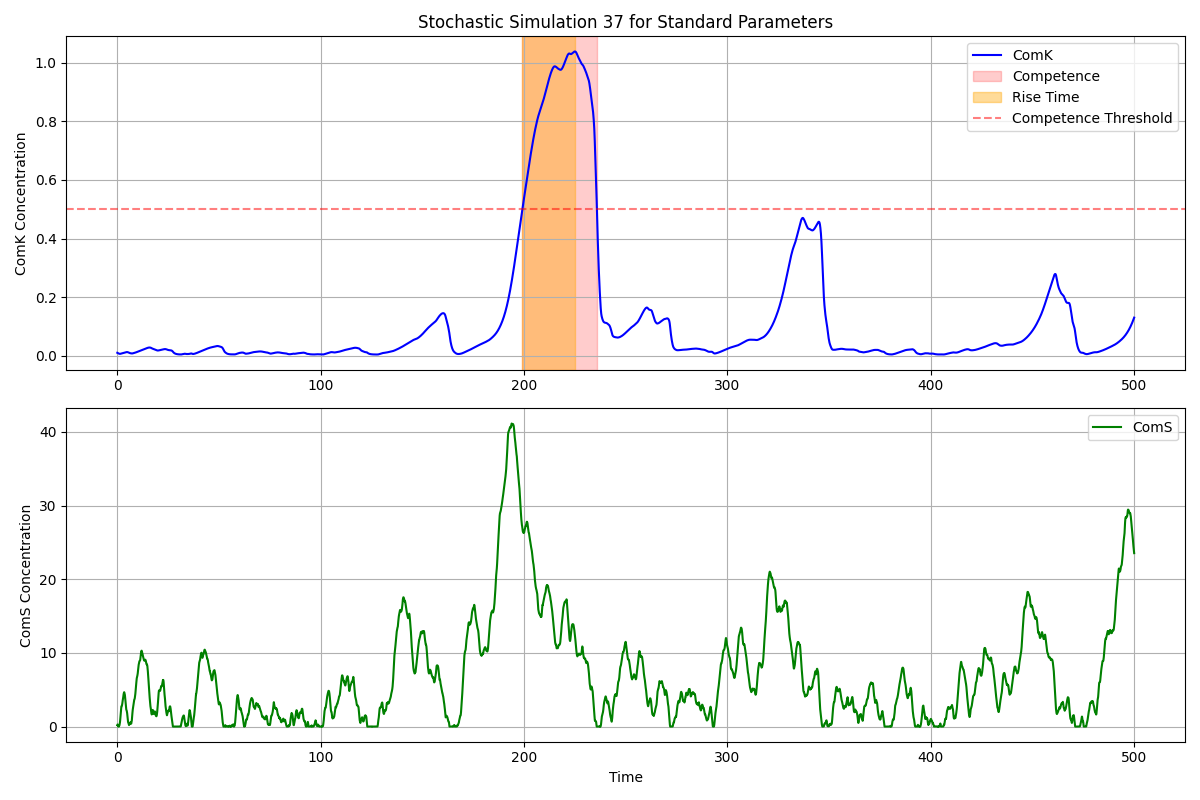 Stochastic Simulation 37 for Standard Parameters
ComK Concentration
1.0
0.8
0.6
0.4
0.2
0.0
ComK
Competence
Rise Time
Competence Threshold
0 100 200 300 400 500
ComS Concentration
40
30
20
10
0
ComS
0 100 200 300 400 500
Time